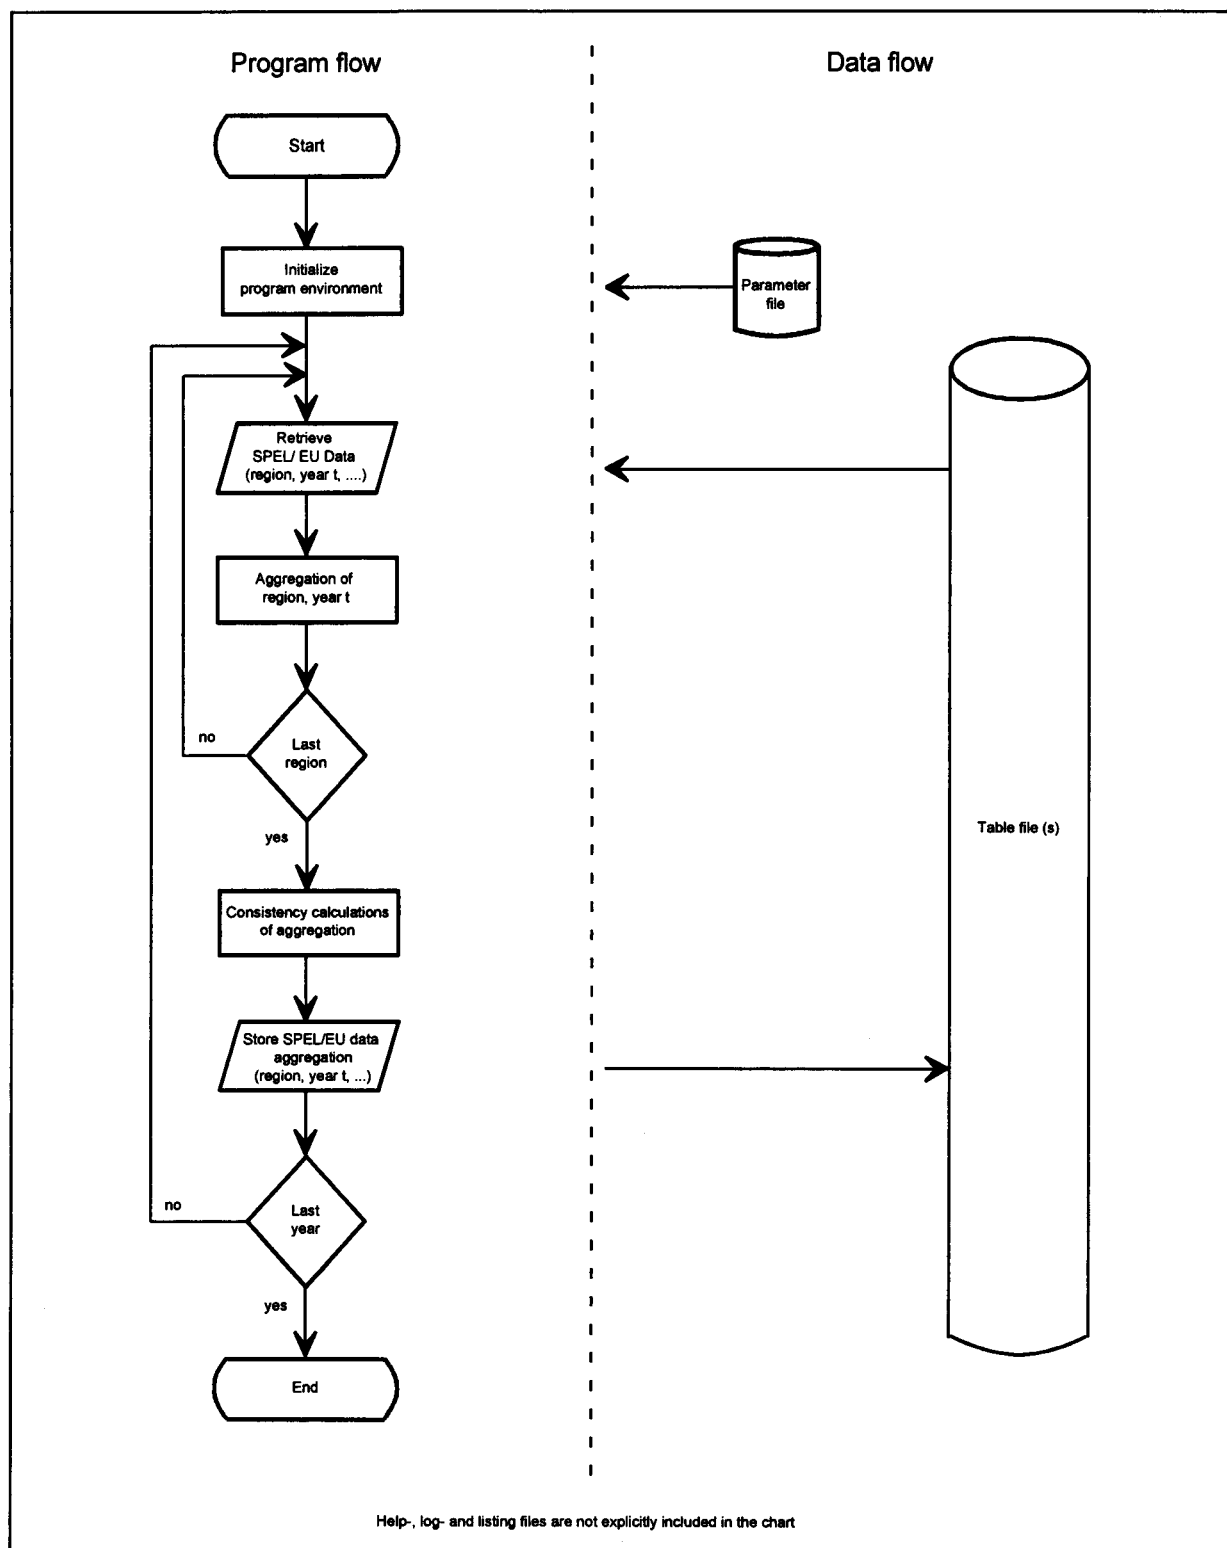 Program flow
Data flow
Start
Initialize
program environment
Parameter
file
Retrieve
SPEL/ EU Data
(region, year t, ....)
Aggregation of
region, year t
no
Last
region
yes
Table file (s)
Consistency calculations
of aggregation
Store SPEL/EU data
aggregation
(region, year t, ...)
no
Last
year
yes
End
Help-, log- and listing files are not explicitly included in the chart